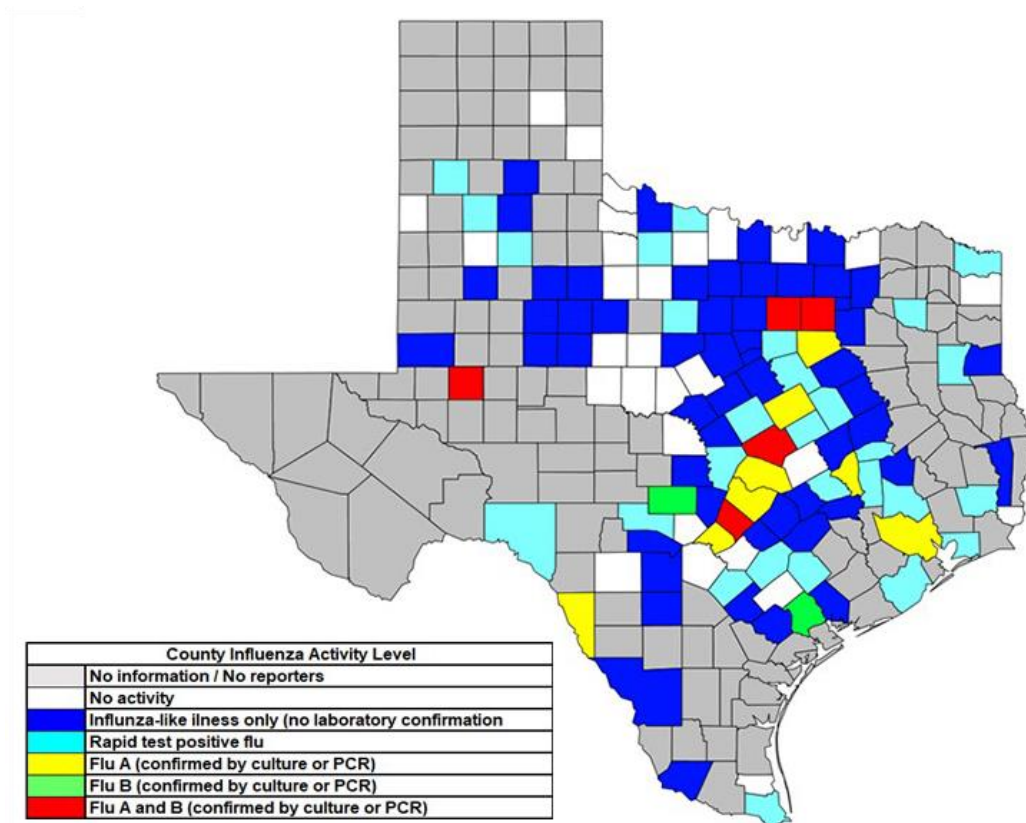 County Influenza Activity Level
No information / No reporters
No activity
Influnza-like ilness only (no laboratory confirmation
Rapid test positive flu
Flu A (confirmed by culture or PCR)
Flu B (confirmed by culture or PCR)
Flu A and B (confirmed by culture or PCR)